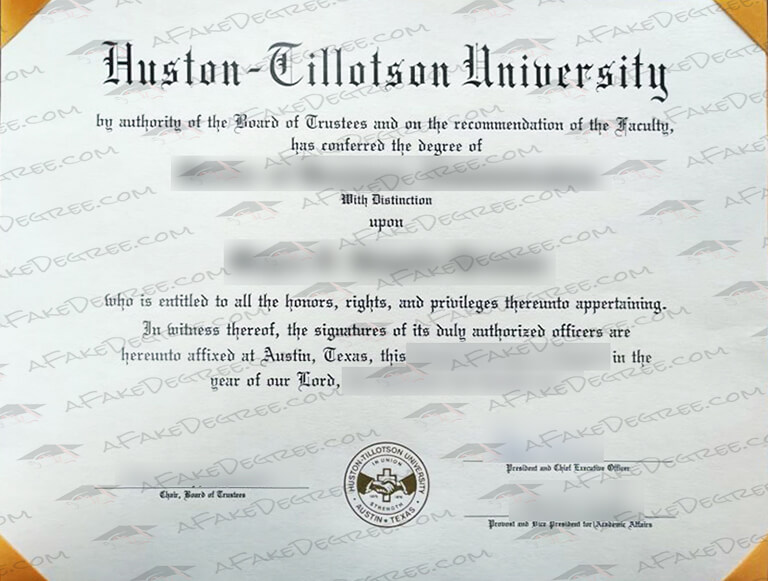 Huston-Tillotson University
by authority of the Board of Trustees and on the recommendation of the Faculty,
has conferred the degree of
With Distinction
upon
who is entitled to all the honors, rights, and privileges thereunto appertaining.
In witness thereof, the signatures of its duly authorized officers are
hereunto affixed at Austin, Texas, this in the
year of our Lord,
President and Chief Executive Officer
Chair, Board of Trustees
Provost and Vice President for Academic Affairs
HUSTON-TILLOTSON UNIVERSITY
IN UNION
STRENGTH
AUSTIN TEXAS
AFakeDegree.com